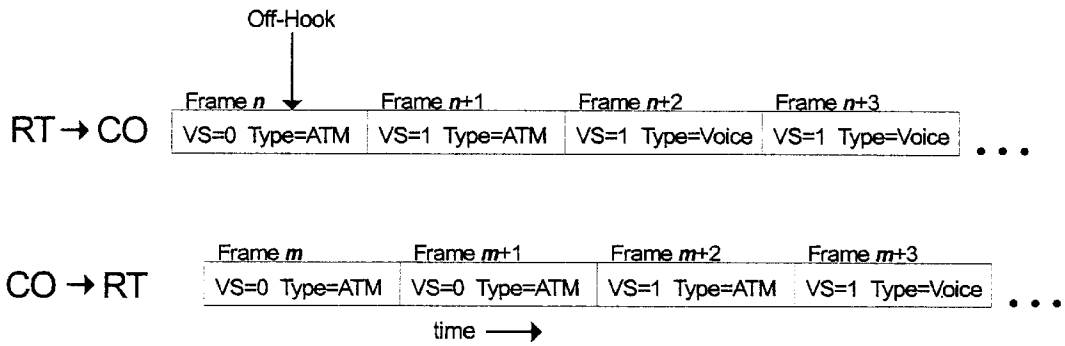 Off-Hook
Frame n Frame n+1 Frame n+2 Frame n+3
RT → CO VS=0 Type=ATM VS=1 Type=ATM VS=1 Type=Voice VS=1 Type=Voice • • •
Frame m Frame m+1 Frame m+2 Frame m+3
CO → RT VS=0 Type=ATM VS=0 Type=ATM VS=1 Type=ATM VS=1 Type=Voice • • •
time